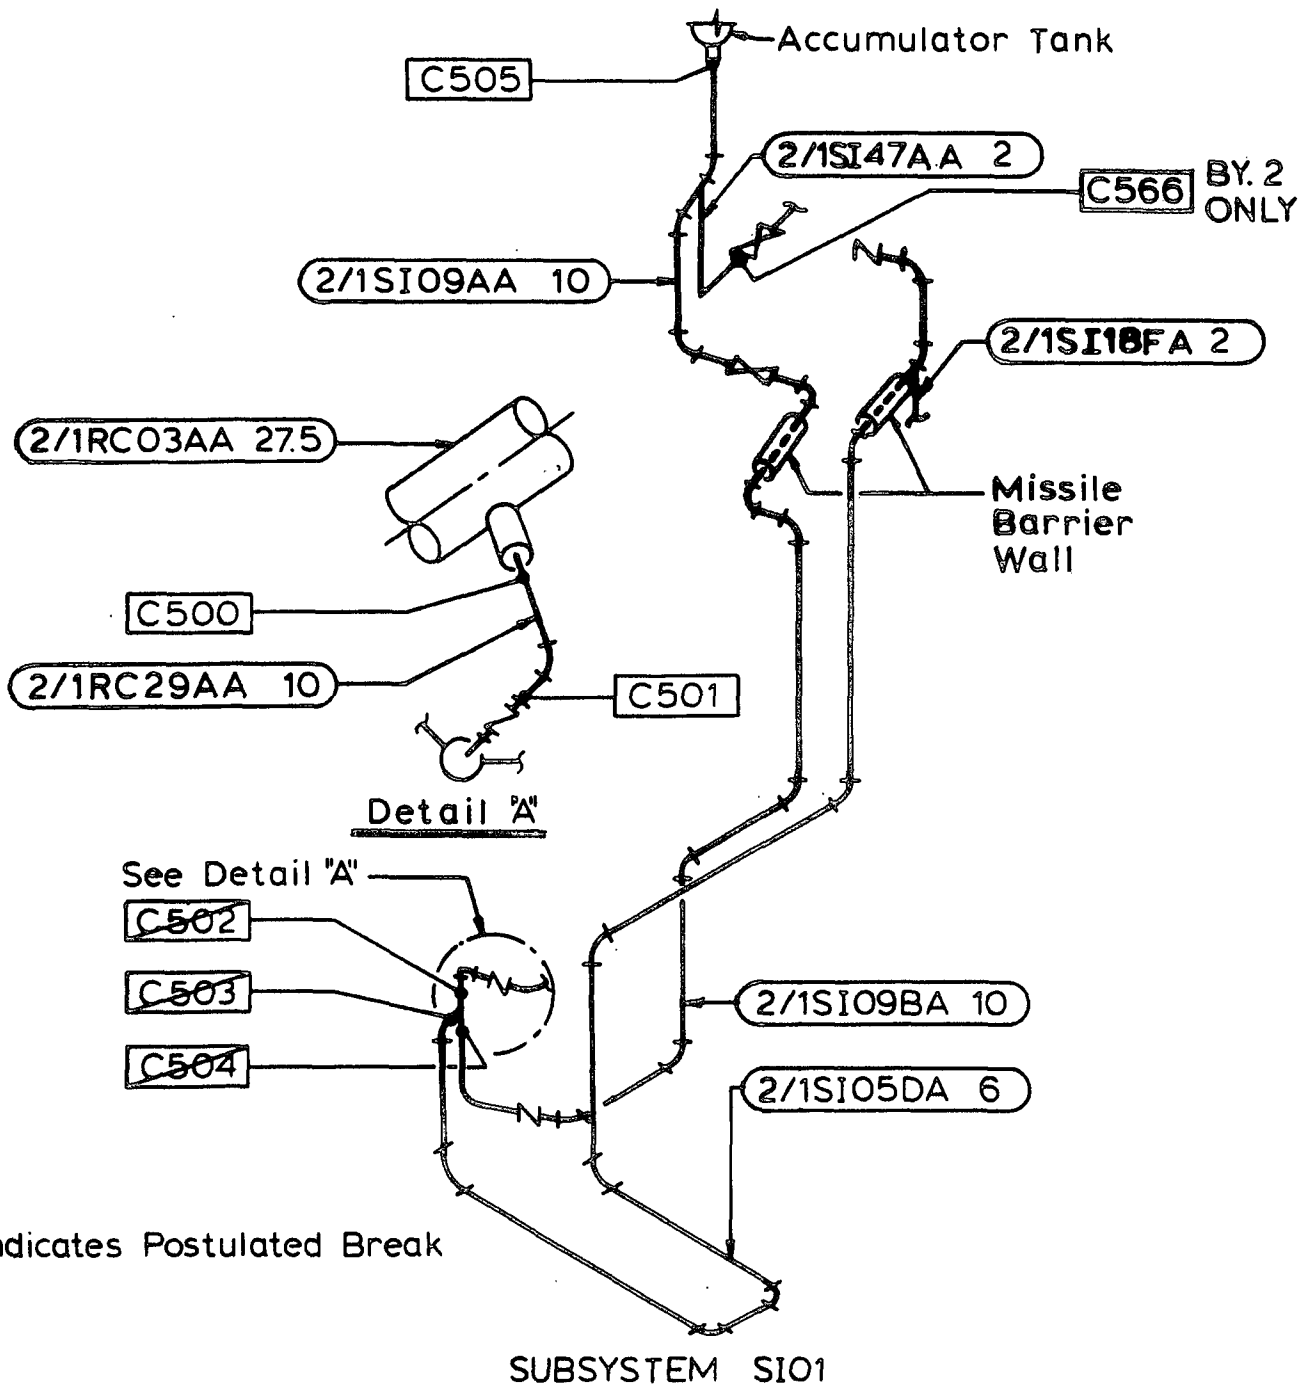 Accumulator Tank
C505
2/1SI47AA 2
C566
BY. 2
ONLY
2/1SI09AA 10
2/1SI18FA 2
2/1RC03AA 27.5
Missile
Barrier
Wall
C500
2/1RC29AA 10
C501
Detail "A"
See Detail "A"
C502
C503
C504
2/1SI09BA 10
2/1SI05DA 6
ndicates Postulated Break
SUBSYSTEM SI01